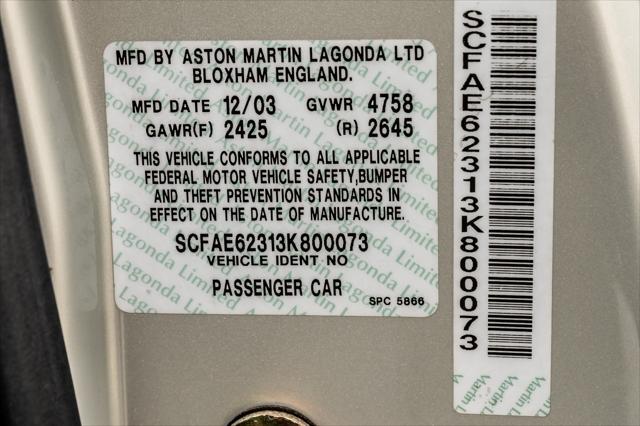 MFD BY ASTON MARTIN LAGONDA LTD
BLOXHAM ENGLAND.
MFD DATE 12/03 GVWR 4758
GAWR(F) 2425 (R) 2645
THIS VEHICLE CONFORMS TO ALL APPLICABLE
FEDERAL MOTOR VEHICLE SAFETY,BUMPER
AND THEFT PREVENTION STANDARDS IN
EFFECT ON THE DATE OF MANUFACTURE.
SCFAE62313K800073
VEHICLE IDENT NO
PASSENGER CAR
SPC 5866
SCFAE62313K800073